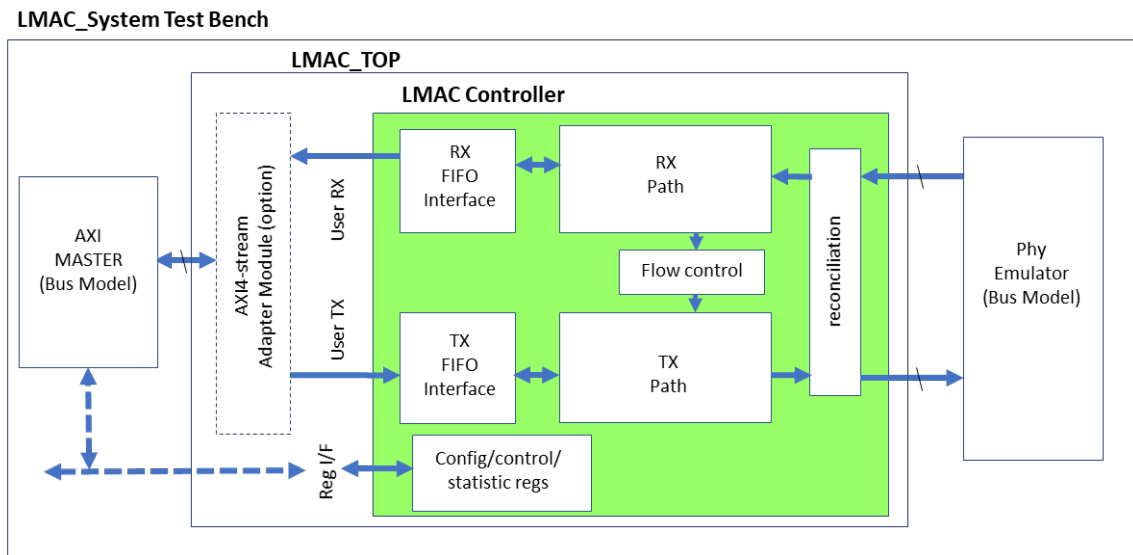 LMAC_System Test Bench
LMAC_TOP
LMAC Controller
AXI
MASTER
(Bus Model)
AXI4-stream
Adapter Module (option)
User RX
User TX
RX
FIFO
Interface
RX
Path
Flow control
TX
FIFO
Interface
TX
Path
reconciliation
Phy
Emulator
(Bus Model)
Reg I/F
Config/control/
statistic regs